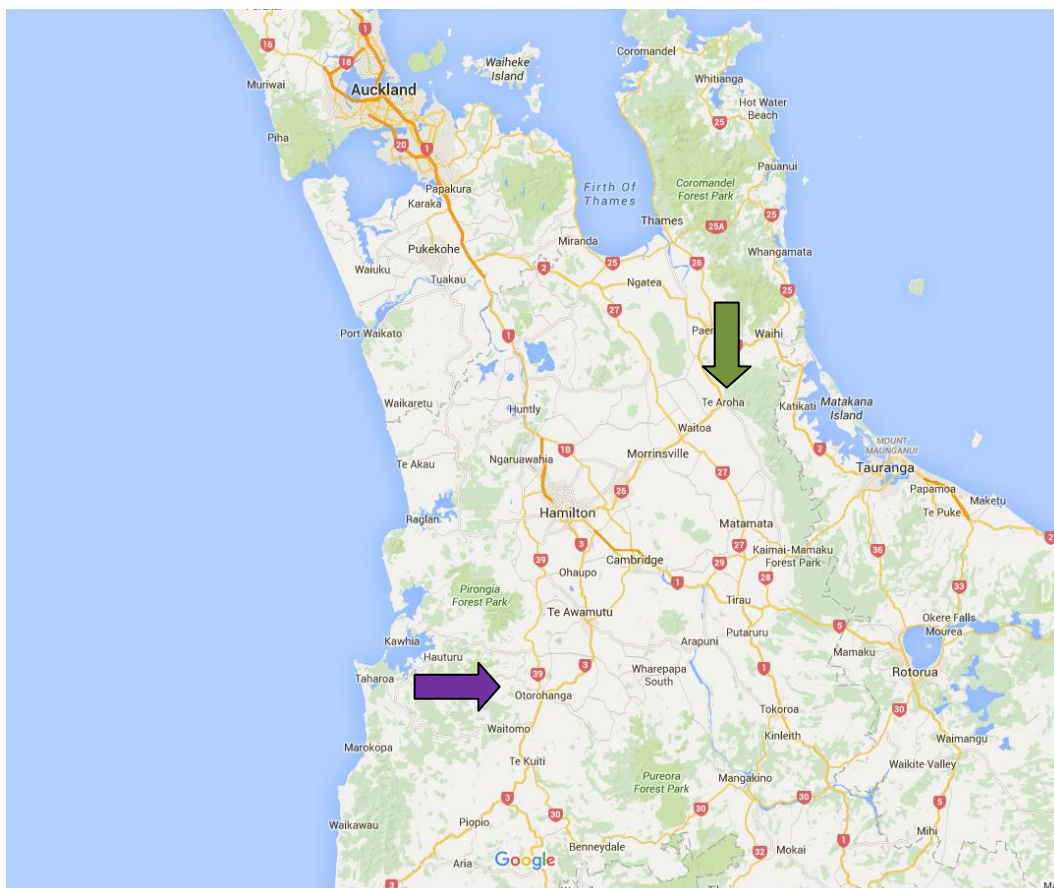 1
16
18
Muriwai
Auckland
Waiheke
Island
Coromandel
Whitianga
Hot Water
Beach
25
Piha
20
1
Papakura
Karaka
Firth Of
Thames
Coromandel
Forest Park
Pauanui
Thames
25A
25
Pukekohe
Miranda
Whangamata
Waiuku
Tuakau
2
25
26
Ngatea
25
27
Port Waikato
1
Waihi
Waikaretu
Huntly
Te Aroha
Katikati
Matakana
Island
Waitoa
2
MOUNT
MAUNGANUI
Te Akau
Ngaruawahia
1B
Morrinsville
Tauranga
27
26
Papamoa
Maketu
Te Puke
Raglan
Hamilton
Matamata
2
3
27
Kaimai-Mamaku
Forest Park
36
39
Cambridge
29
Ohaupo
1
28
33
Pirongia
Forest Park
Tirau
Te Awamutu
Okere Falls
Mourea
Kawhia
Arapuni
Putaruru
5
Mamaku
Hauturu
3
Wharepapa
South
1
Rotorua
Taharoa
39
Otorohanga
Tokoroa
30
Waitomo
Kinleith
Waimangu
Marokopa
Te Kuiti
Pureora
Forest Park
Mangakino
Waikite Valley
3
30
30
30
5
Waikawau
Piopio
Mihi
Aria
Google
Benneydale
32
Mokai
1
3